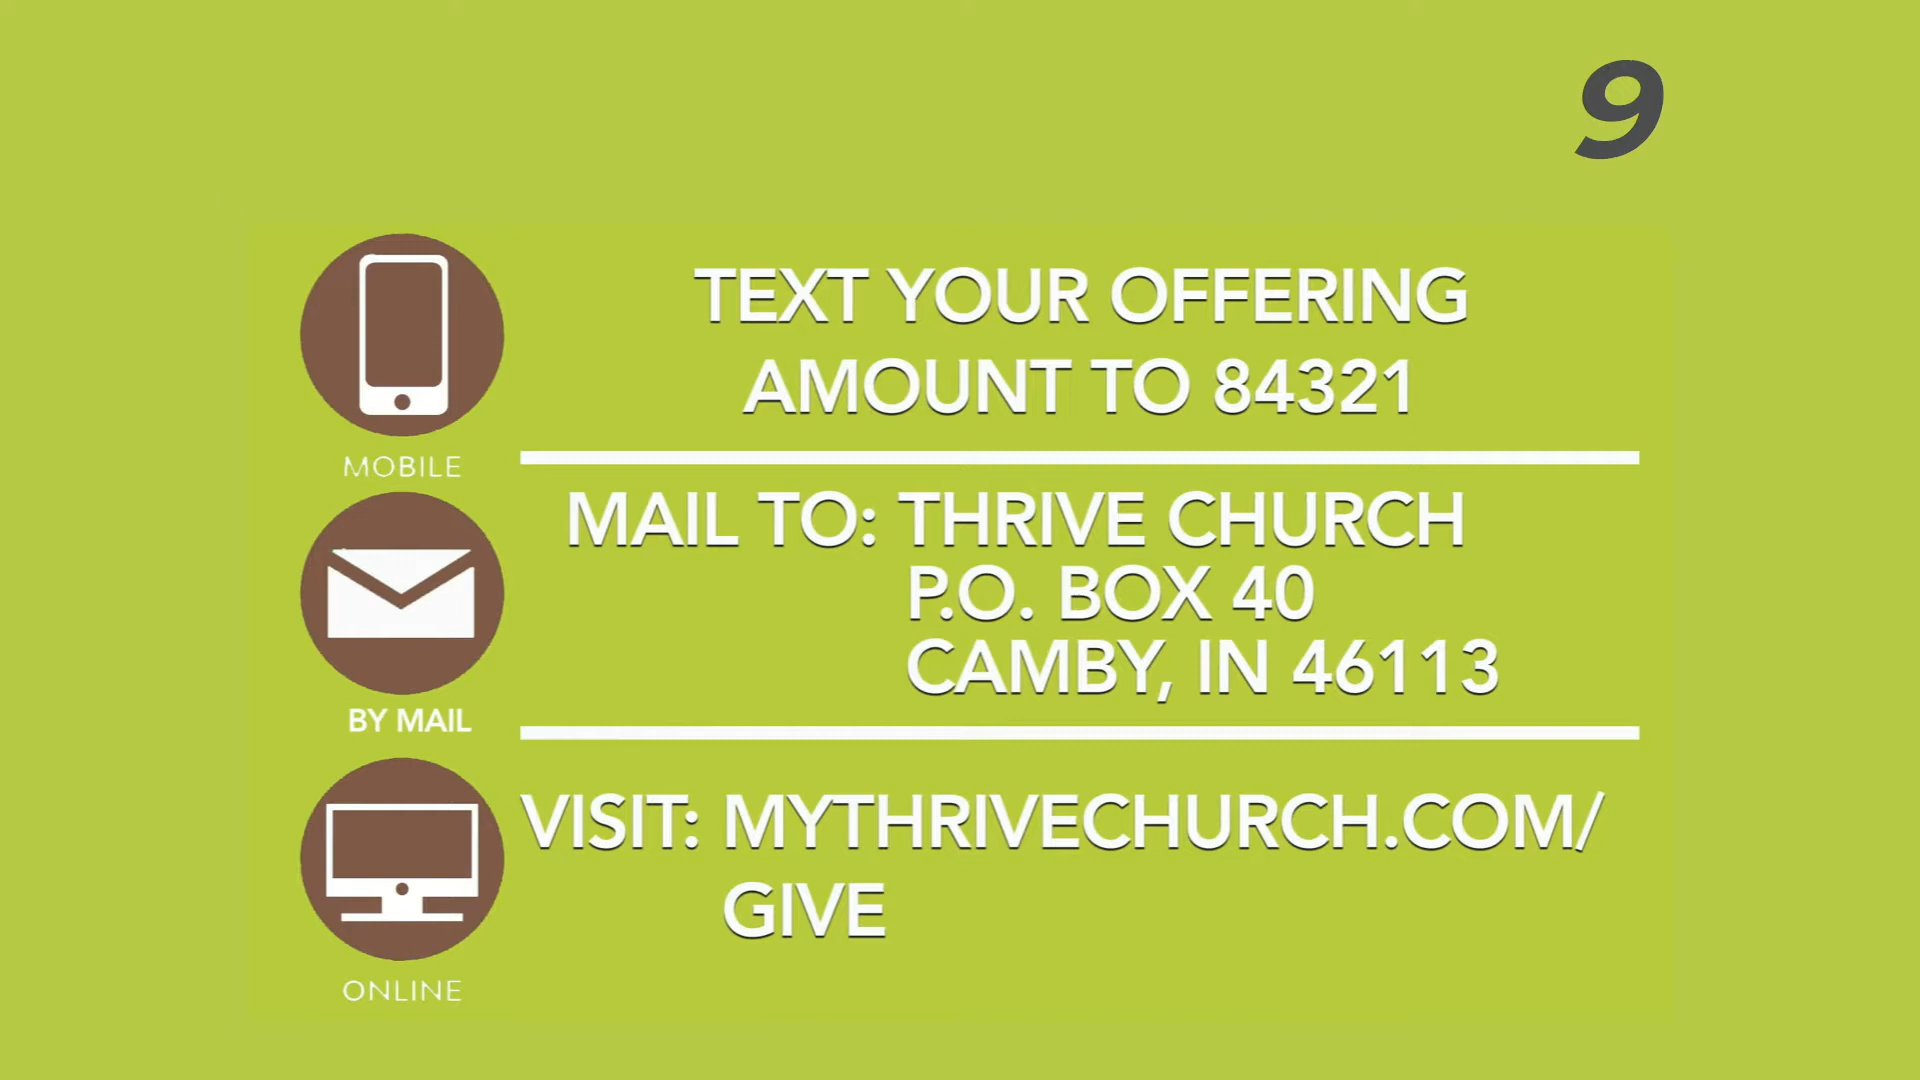 9
TEXT YOUR OFFERING
AMOUNT TO 84321
MOBILE
MAIL TO: THRIVE CHURCH
P.O. BOX 40
CAMBY, IN 46113
BY MAIL
VISIT: MYTHRIVECHURCH.COM/
GIVE
ONLINE